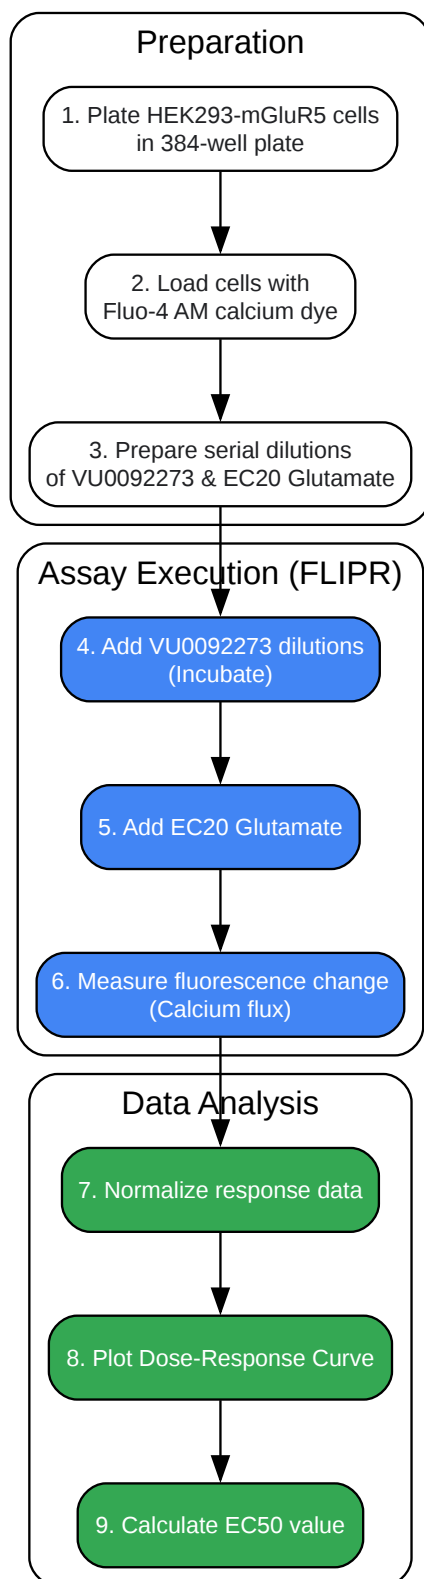 Preparation
1. Plate HEK293-mGluR5 cells
in 384-well plate
2. Load cells with
Fluo-4 AM calcium dye
3. Prepare serial dilutions
of VU0092273 & EC20 Glutamate
Assay Execution (FLIPR)
4. Add VU0092273 dilutions
(Incubate)
5. Add EC20 Glutamate
6. Measure fluorescence change
(Calcium flux)
Data Analysis
7. Normalize response data
8. Plot Dose-Response Curve
9. Calculate EC50 value